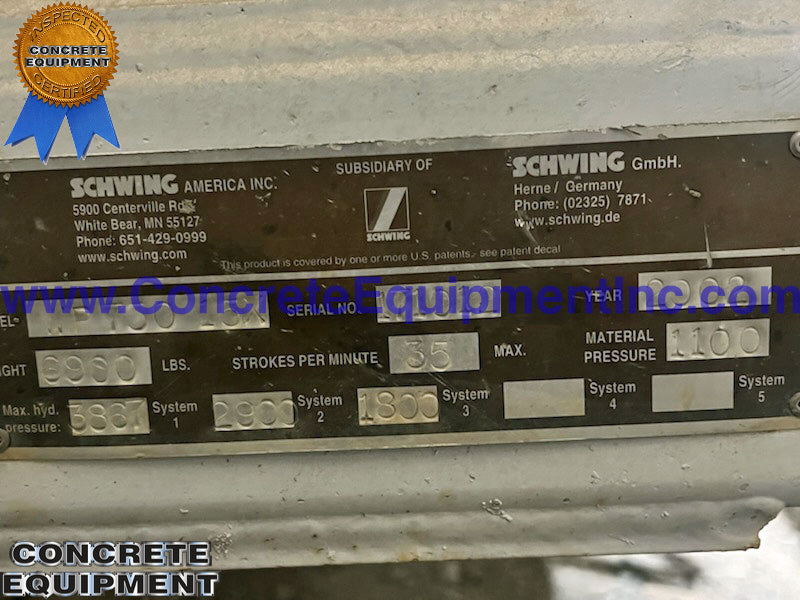 INSPECTED
CONCRETE
EQUIPMENT
CERTIFIED
SCHWING AMERICA INC.
5900 Centerville
White Bear, MN 55127
Phone: 651-429-0999
www.schwing.com
SUBSIDIARY OF
SCHWING
SCHWING GmbH.
Herne / Germany
Phone: (02325) 7871
www.schwing.de
This product is covered by one or more U.S. patents, see patent decal
www.ConcreteEquipmentInc.com
SERIAL NO.
YEAR
LBS. STROKES PER MINUTE 35 MAX. MATERIAL PRESSURE 1100
Max. hyd. pressure: 3867 System 1 2900 System 2 1800 System 3 System 4 System 5
CONCRETE
EQUIPMENT